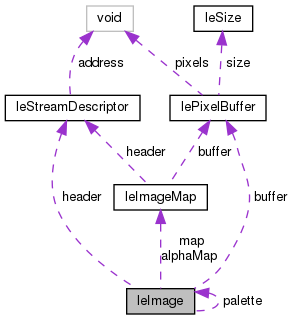 void
leSize
address
pixels
size
leStreamDescriptor
lePixelBuffer
header
buffer
header
leImageMap
buffer
map
alphaMap
leImage
palette